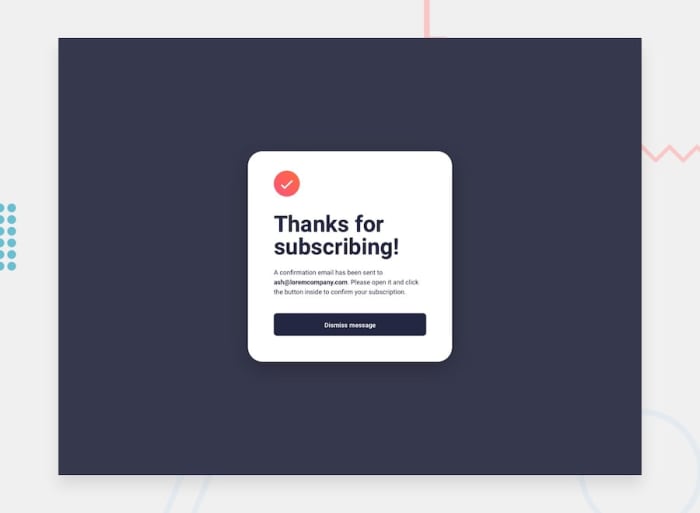 Thanks for
subscribing!
A confirmation email has been sent to
ash@loremcompany.com. Please open it and click
the button inside to confirm your subscription.
Dismiss message